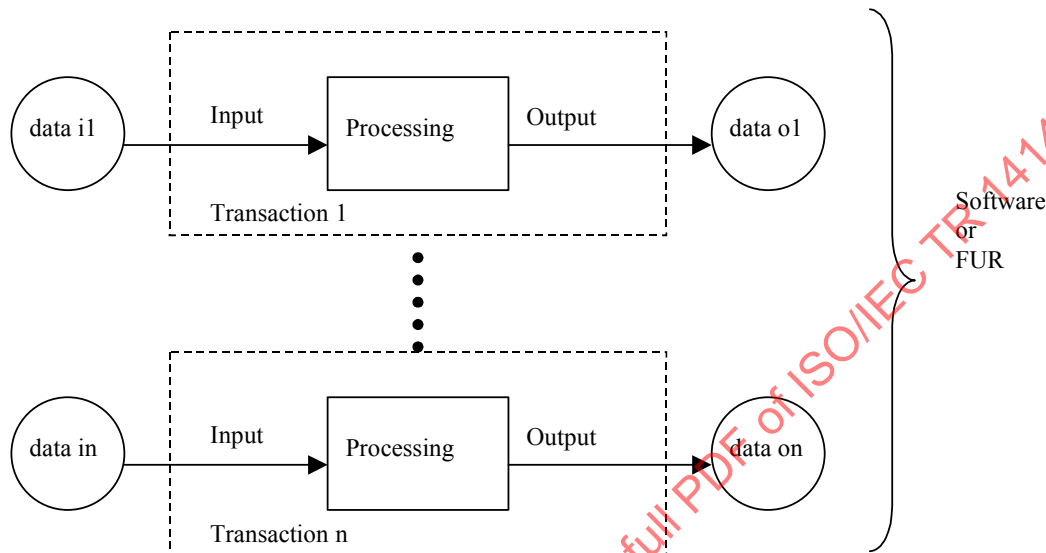 data i1
Input
Processing
Output
data o1
Transaction 1
Software
or
FUR
data in
Input
Processing
Output
data on
Transaction n
full PDF of ISO/IEC TR 141